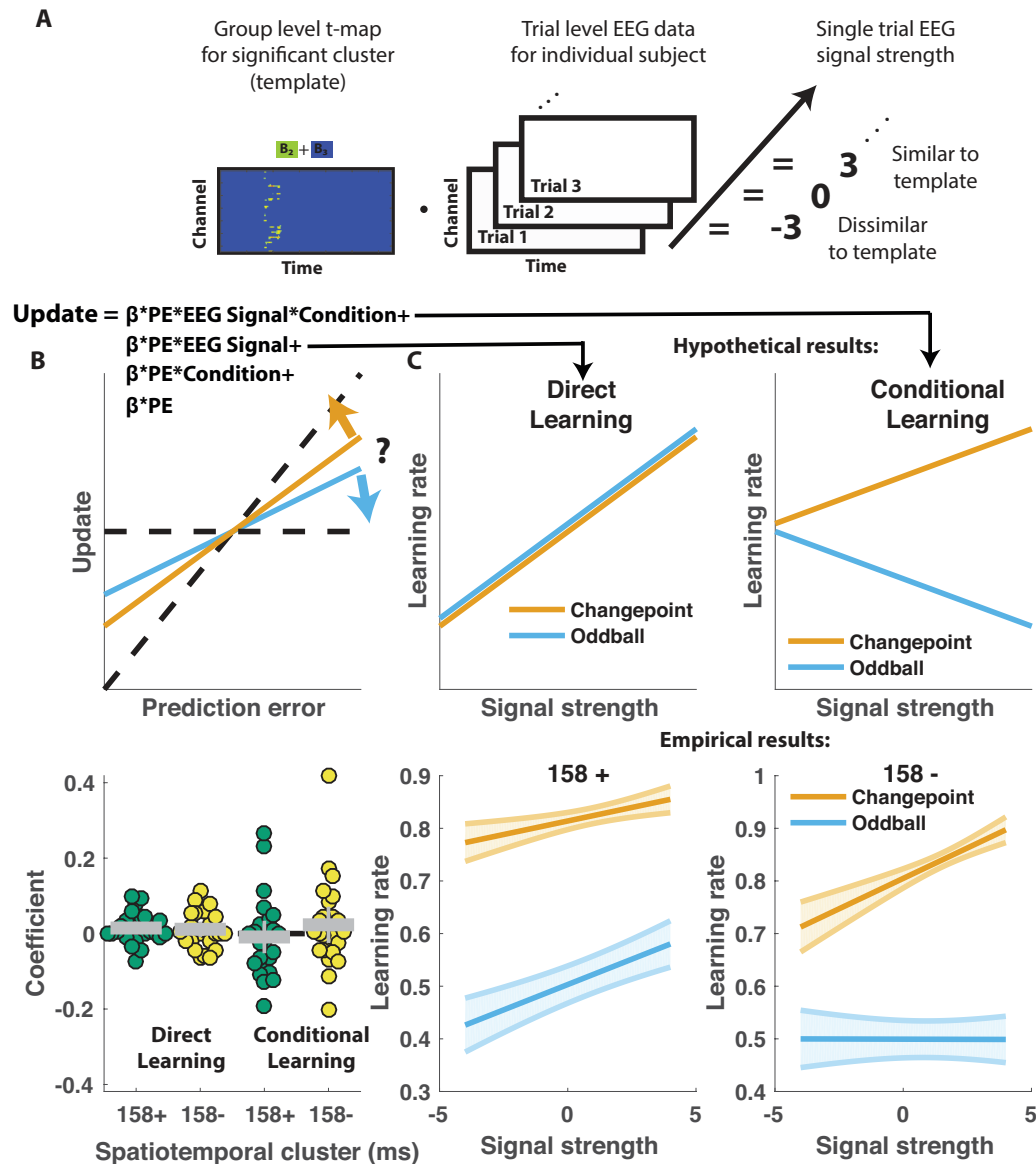 A
Group level t-map
for significant cluster
(template)
Trial level EEG data
for individual subject
Single trial EEG
signal strength
B₂ + B₃
Channel
Time
•
Channel
Trial 3
Trial 2
Trial 1
Time
= 3
= 0
= -3
Similar to
template
Dissimilar
to template
Update = β*PE*EEG Signal*Condition+
β*PE*EEG Signal+
β*PE*Condition+
β*PE
B
C
Hypothetical results:
?
Update
Prediction error
Direct
Learning
Learning rate
Changepoint
Oddball
Signal strength
Conditional
Learning
Learning rate
Changepoint
Oddball
Signal strength
Empirical results:
Coefficient
0.4
0.2
0
-0.2
-0.4
Direct
Learning
Conditional
Learning
158+
158-
158+
158-
Spatiotemporal cluster (ms)
158 +
Learning rate
0.9
0.8
0.7
0.6
0.5
0.4
0.3
-5
0
5
Signal strength
158 -
Changepoint
Oddball
Learning rate
1
0.9
0.8
0.7
0.6
0.5
0.4
-5
0
5
Signal strength